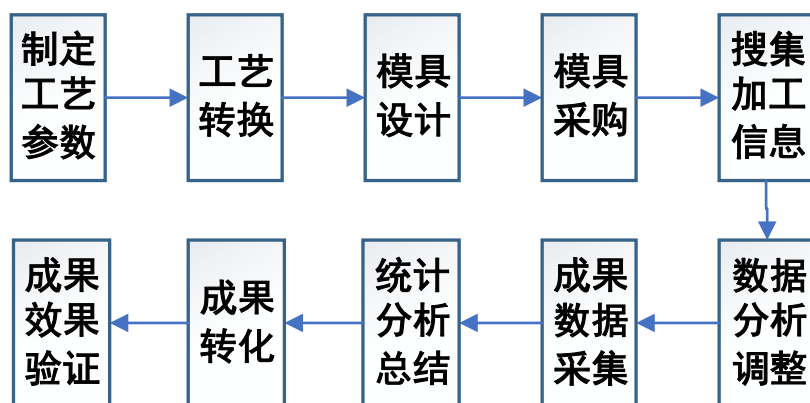 制定
工艺
参数
工艺
转换
模具
设计
模具
采购
搜集
加工
信息
数据
分析
调整
成果
数据
采集
统计
分析
总结
成果
转化
成果
效果
验证